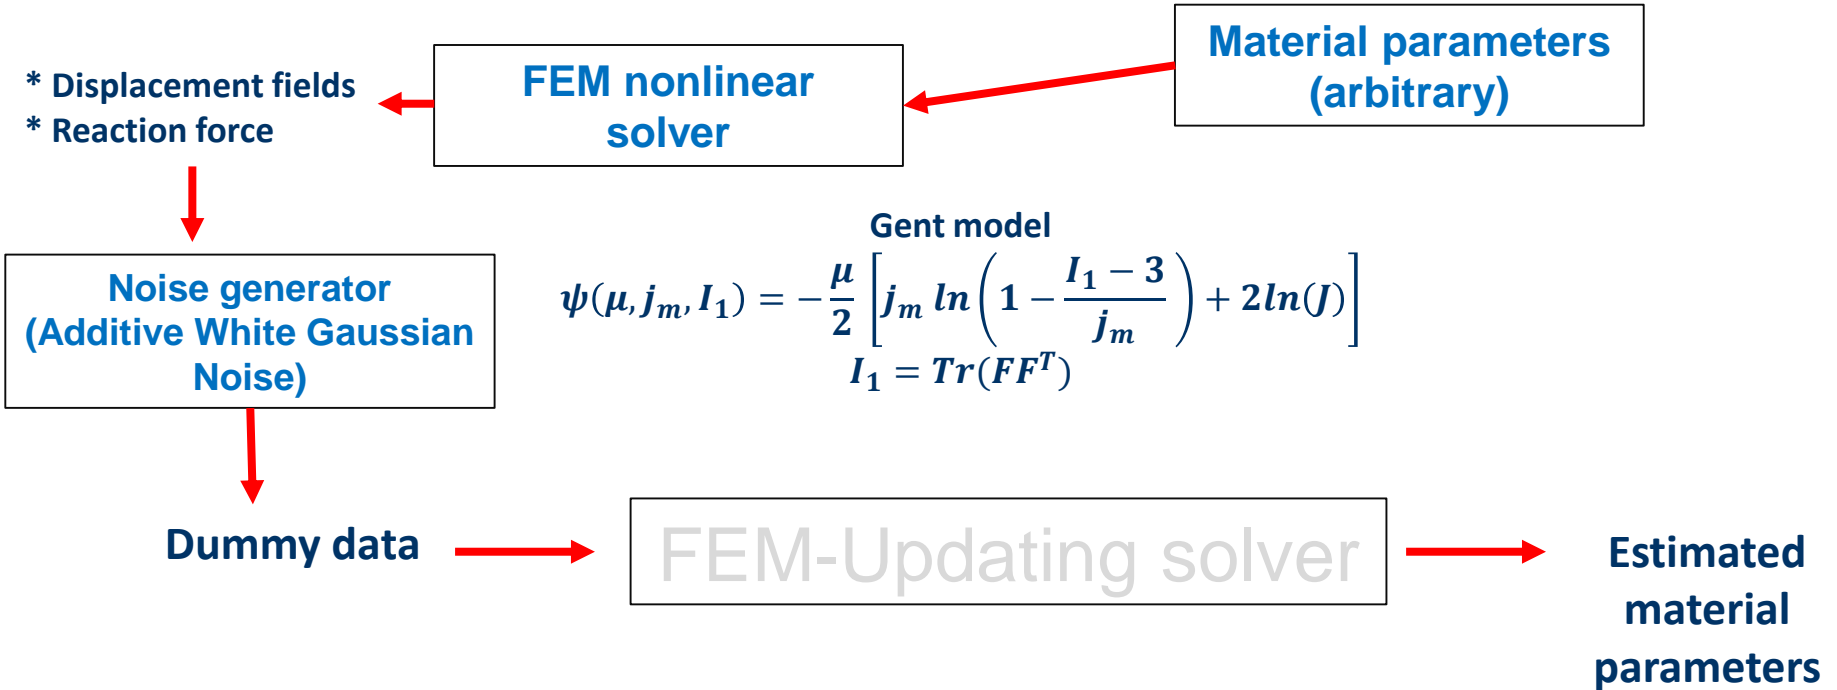 Material parameters
(arbitrary)
FEM nonlinear
solver
* Displacement fields
* Reaction force
Noise generator
(Additive White Gaussian
Noise)
Gent model
ψ(μ, j_m, I_1) = −μ/2 [j_m ln(1 − (I_1 − 3)/j_m) + 2ln(J)]
I_1 = Tr(FF^T)
Dummy data
FEM-Updating solver
Estimated
material
parameters